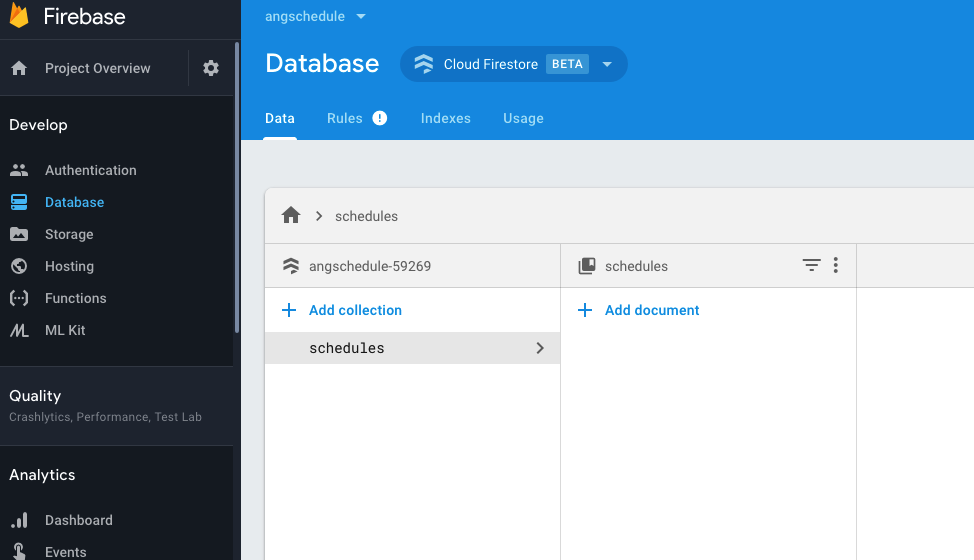 Firebase
Project Overview
Develop
Authentication
Database
Storage
Hosting
Functions
ML Kit
Quality
Crashlytics, Performance, Test Lab
Analytics
Dashboard
Events
angschedule
Database
Cloud Firestore BETA
Data Rules Indexes Usage
schedules
angschedule-59269
Add collection
schedules
schedules
Add document